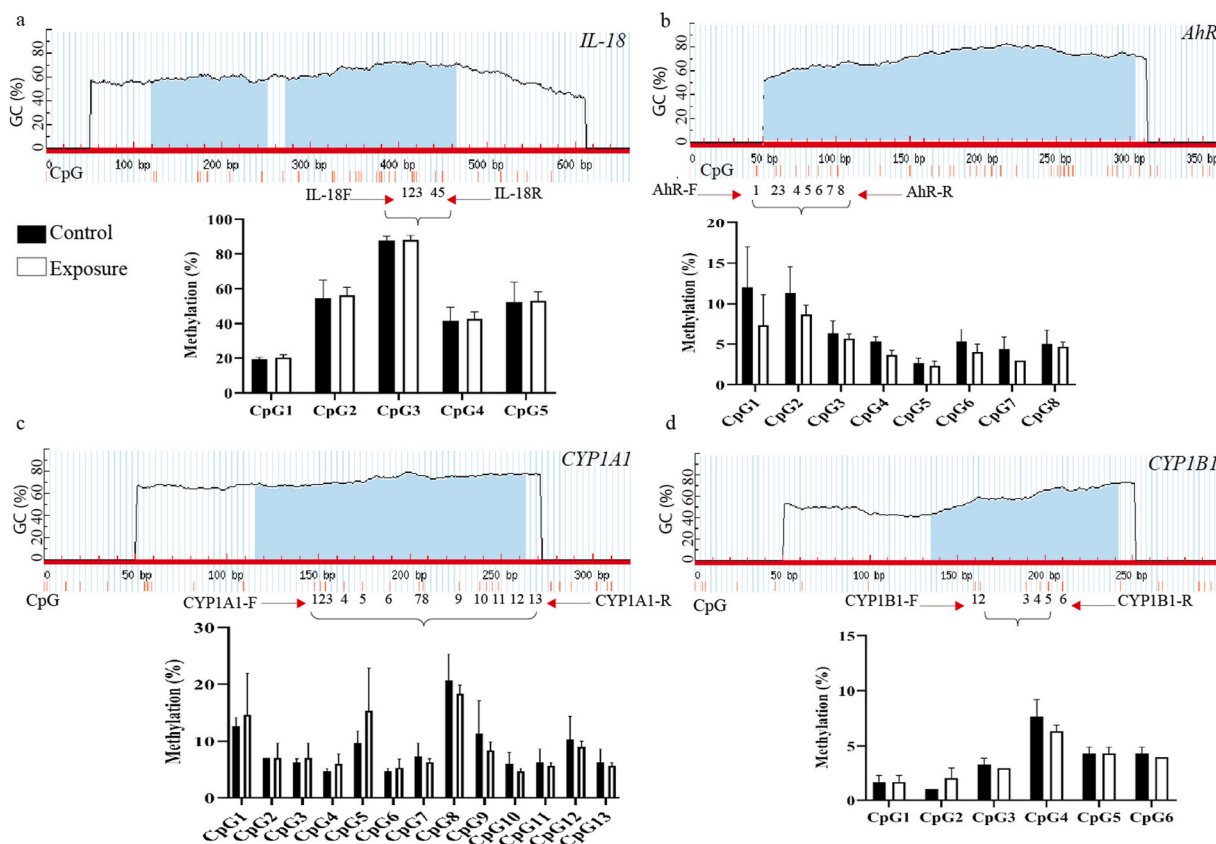 a
IL-18
GC (%)
0 20 40 60 80
0 100 bp 200 bp 300 bp 400 bp 500 bp 600 bp
CpG
IL-18F 123 45 IL-18R
Control
Exposure
Methylation (%)
100
80
60
40
20
0
CpG1 CpG2 CpG3 CpG4 CpG5
b
AhR
GC (%)
0 20 40 60 80
0 50 bp 100 bp 150 bp 200 bp 250 bp 300 bp 350
CpG
AhR-F 1 23 4 5 6 7 8 AhR-R
Methylation (%)
20
15
10
5
0
CpG1 CpG2 CpG3 CpG4 CpG5 CpG6 CpG7 CpG8
c
CYP1A1
GC (%)
0 20 40 60 80
0 50 bp 100 bp 150 bp 200 bp 250 bp 300 bp
CpG
CYP1A1-F 123 4 5 6 78 9 10 11 12 13 CYP1A1-R
Methylation (%)
30
20
10
0
CpG1 CpG2 CpG3 CpG4 CpG5 CpG6 CpG7 CpG8 CpG9 CpG10 CpG11 CpG12 CpG13
d
CYP1B1
GC (%)
0 20 40 60 80
0 50 bp 100 bp 150 bp 200 bp 250 bp
CpG
CYP1B1-F 12 3 4 5 6 CYP1B1-R
Methylation (%)
15
10
5
0
CpG1 CpG2 CpG3 CpG4 CpG5 CpG6